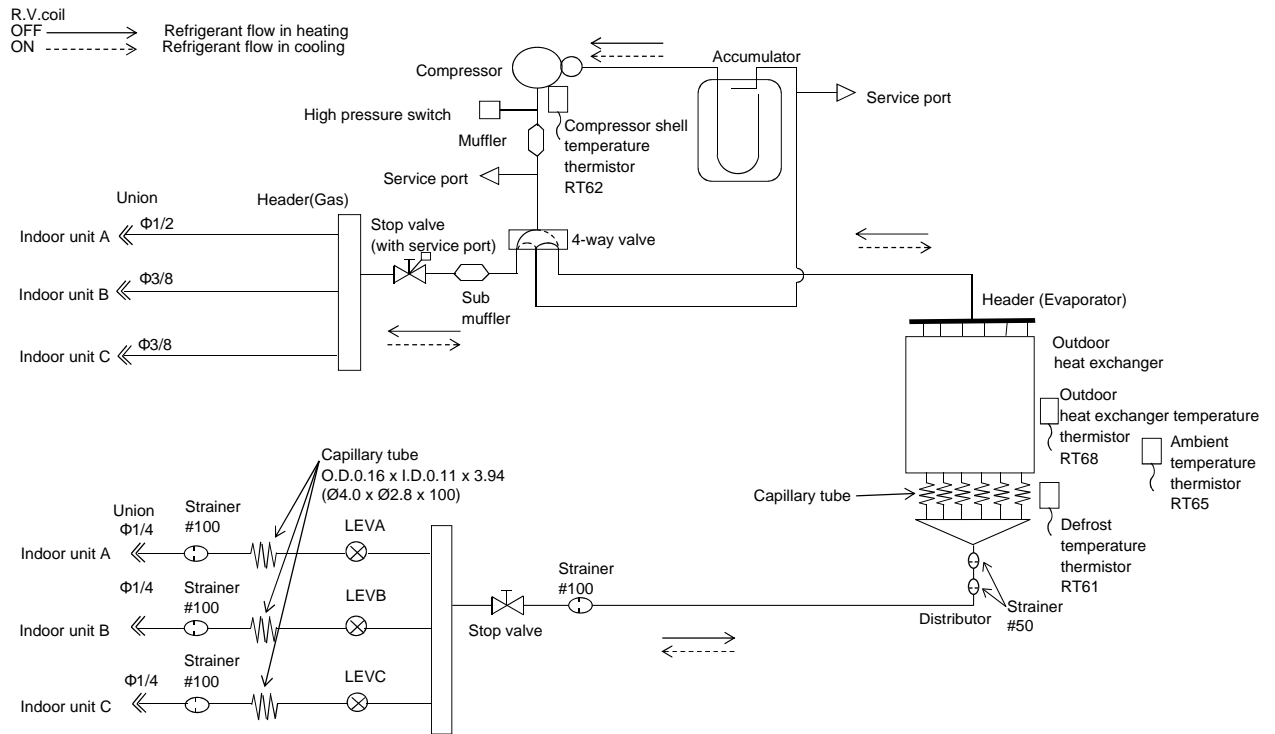 R.V.coil
OFF Refrigerant flow in heating
ON Refrigerant flow in cooling
Compressor
Accumulator
Service port
High pressure switch
Muffler
Compressor shell
temperature
thermistor
RT62
Service port
Union
Header(Gas)
Stop valve
(with service port)
4-way valve
Indoor unit A
Φ1/2
Indoor unit B
Φ3/8
Indoor unit C
Φ3/8
Sub
muffler
Header (Evaporator)
Outdoor
heat exchanger
Outdoor
heat exchanger temperature
thermistor
RT68
Ambient
temperature
thermistor
RT65
Capillary tube
Defrost
temperature
thermistor
RT61
Distributor
Strainer
#50
Capillary tube
O.D.0.16 x I.D.0.11 x 3.94
(Ø4.0 x Ø2.8 x 100)
Union
Φ1/4
Strainer
#100
LEVA
Indoor unit A
Φ1/4
Strainer
#100
LEVB
Indoor unit B
Φ1/4
Strainer
#100
LEVC
Indoor unit C
Stop valve
Strainer
#100